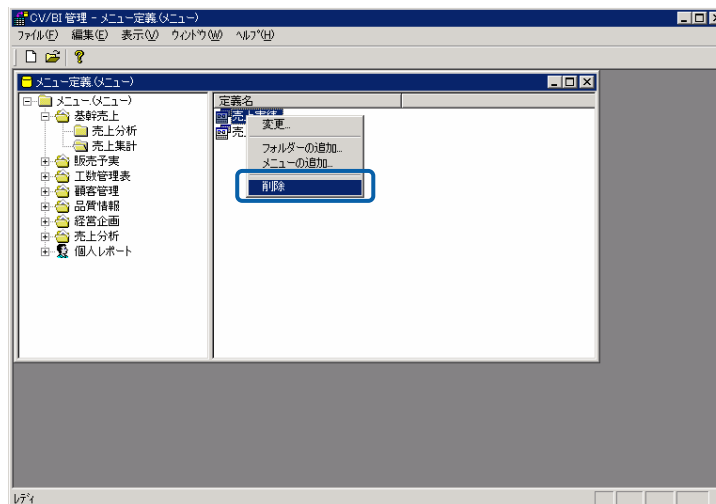 CV/BI 管理 - メニュー定義(メニュー)
ファイル(F) 編集(E) 表示(V) ウィンドウ(W) ヘルプ(H)
メニュー定義.(メニュー)
メニュー.(メニュー)
基幹売上
売上分析
売上集計
販売予実
工数管理表
顧客管理
品質情報
経営企画
売上分析
個人レポート
定義名
売上実績
売
変更...
フォルダーの追加...
メニューの追加...
削除
レディ